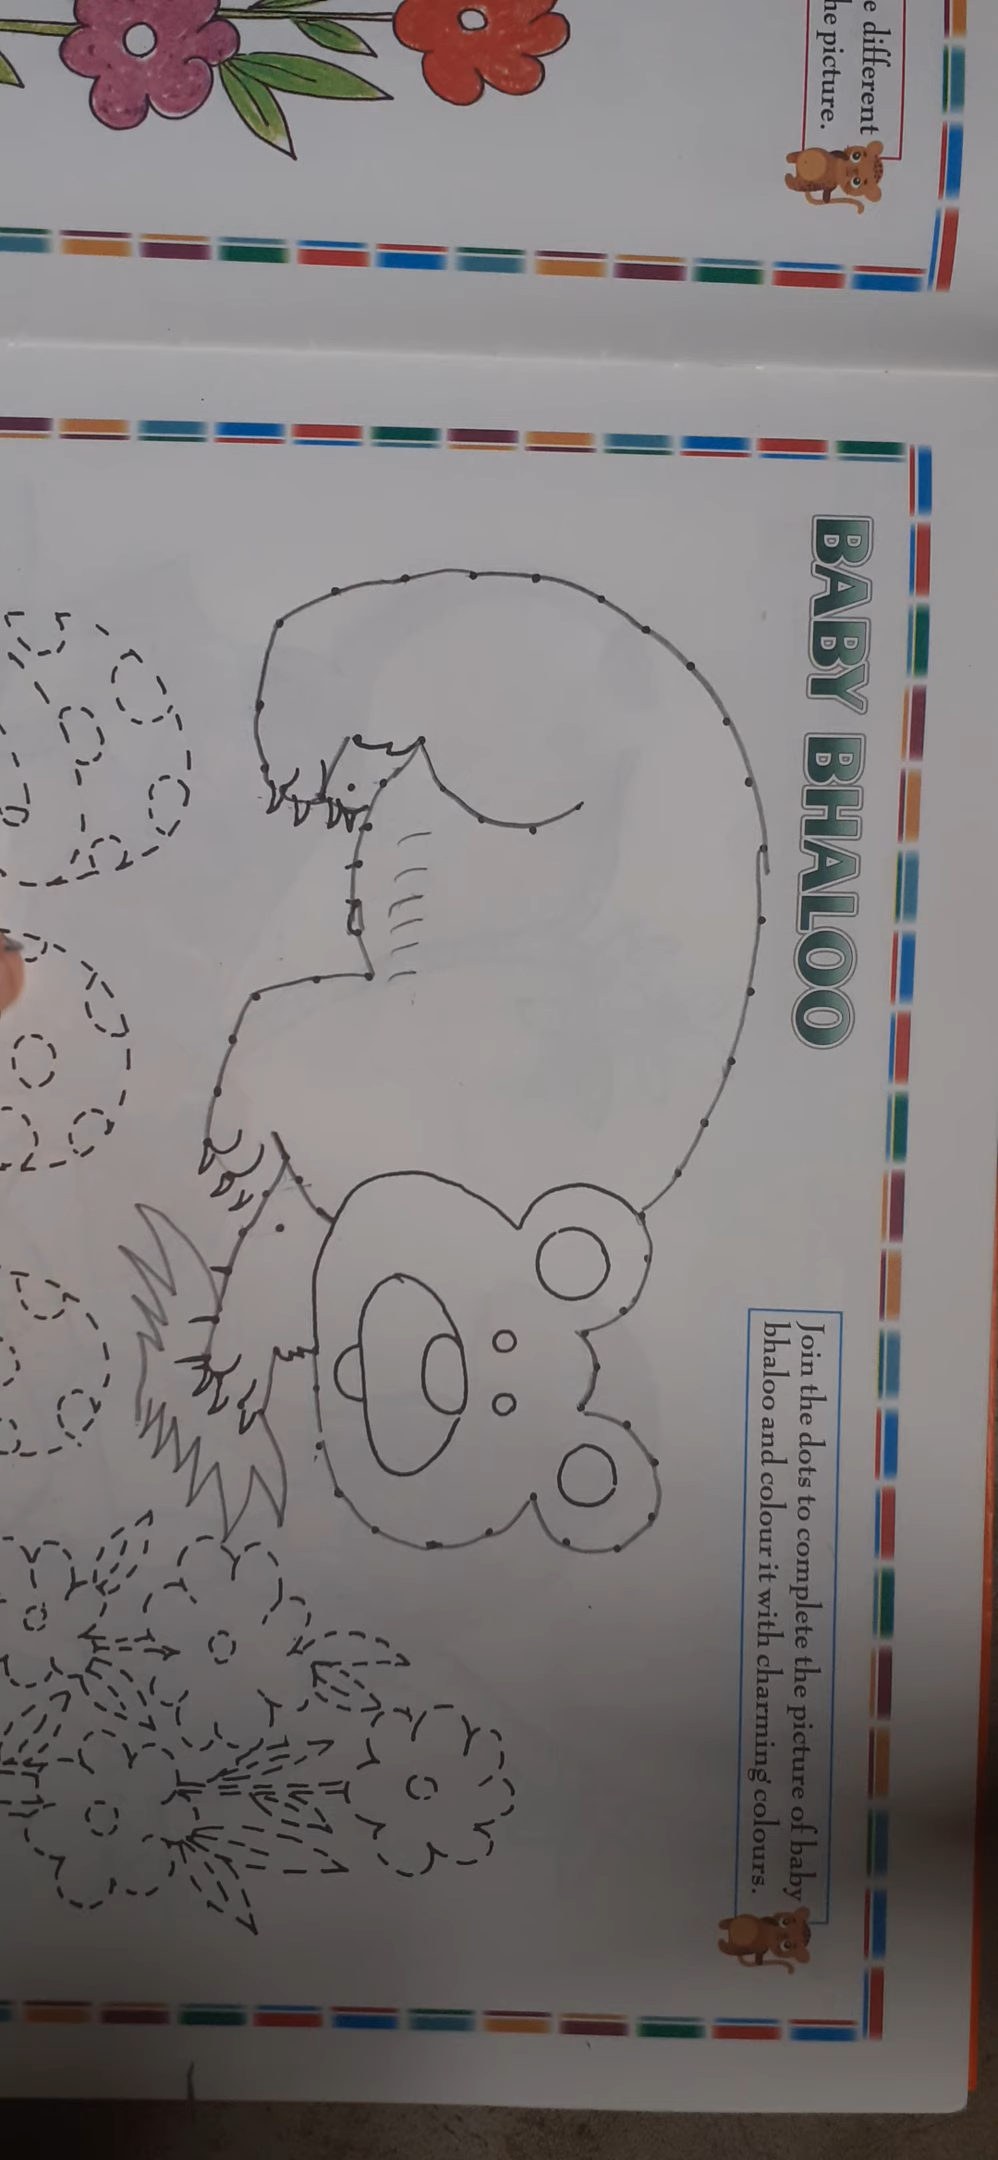 e different
he picture.
BABY BHALOO
Join the dots to complete the picture of baby
bhaloo and colour it with charming colours.